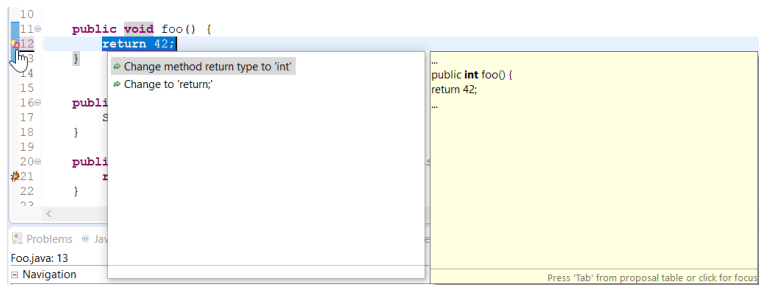 10
11 public void foo() {
12 return 42;
13 }
14
15
16 publi
17 S
18 }
19
20 publi
21 r
22 }
23
Change method return type to 'int'
Change to 'return;'
...
public int foo() {
return 42;
...
Problems @ Jav
Foo.java: 13
Navigation
Press 'Tab' from proposal table or click for focus